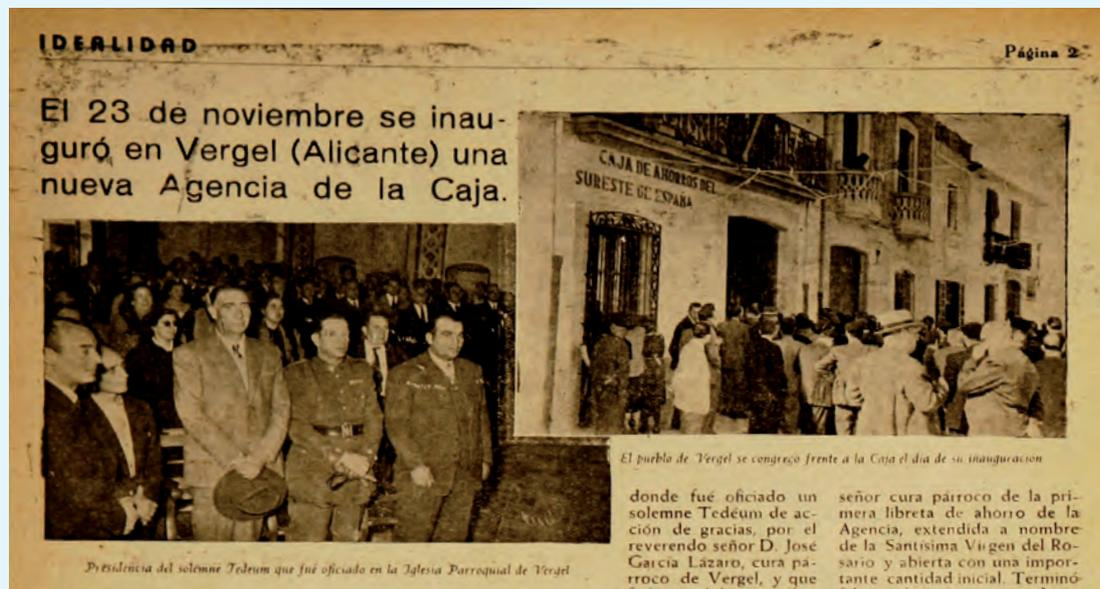 IDEALIDAD
Página 2
El 23 de noviembre se inau-
guró en Vergel (Alicante) una
nueva Agencia de la Caja.
CAJA DE AHORROS DEL
SURESTE DE ESPAÑA
El pueblo de Vergel se congregó frente a la Caja el día de su inauguración
Presidencia del solemne Tedeum que fué oficiado en la Iglesia Parroquial de Vergel
donde fué oficiado un
solemne Tedéum de ac-
ción de gracias, por el
reverendo señor D. José
García Lázaro, cura pá-
rroco de Vergel, y que
señor cura párroco de la pri-
mera libreta de ahorro de la
Agencia, extendida a nombre
de la Santísima Virgen del Ro-
sario y abierta con una impor-
tante cantidad inicial. Terminó